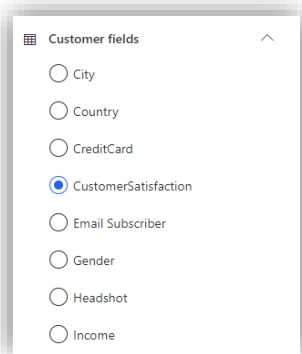 Customer fields
City
Country
CreditCard
CustomerSatisfaction
Email Subscriber
Gender
Headshot
Income